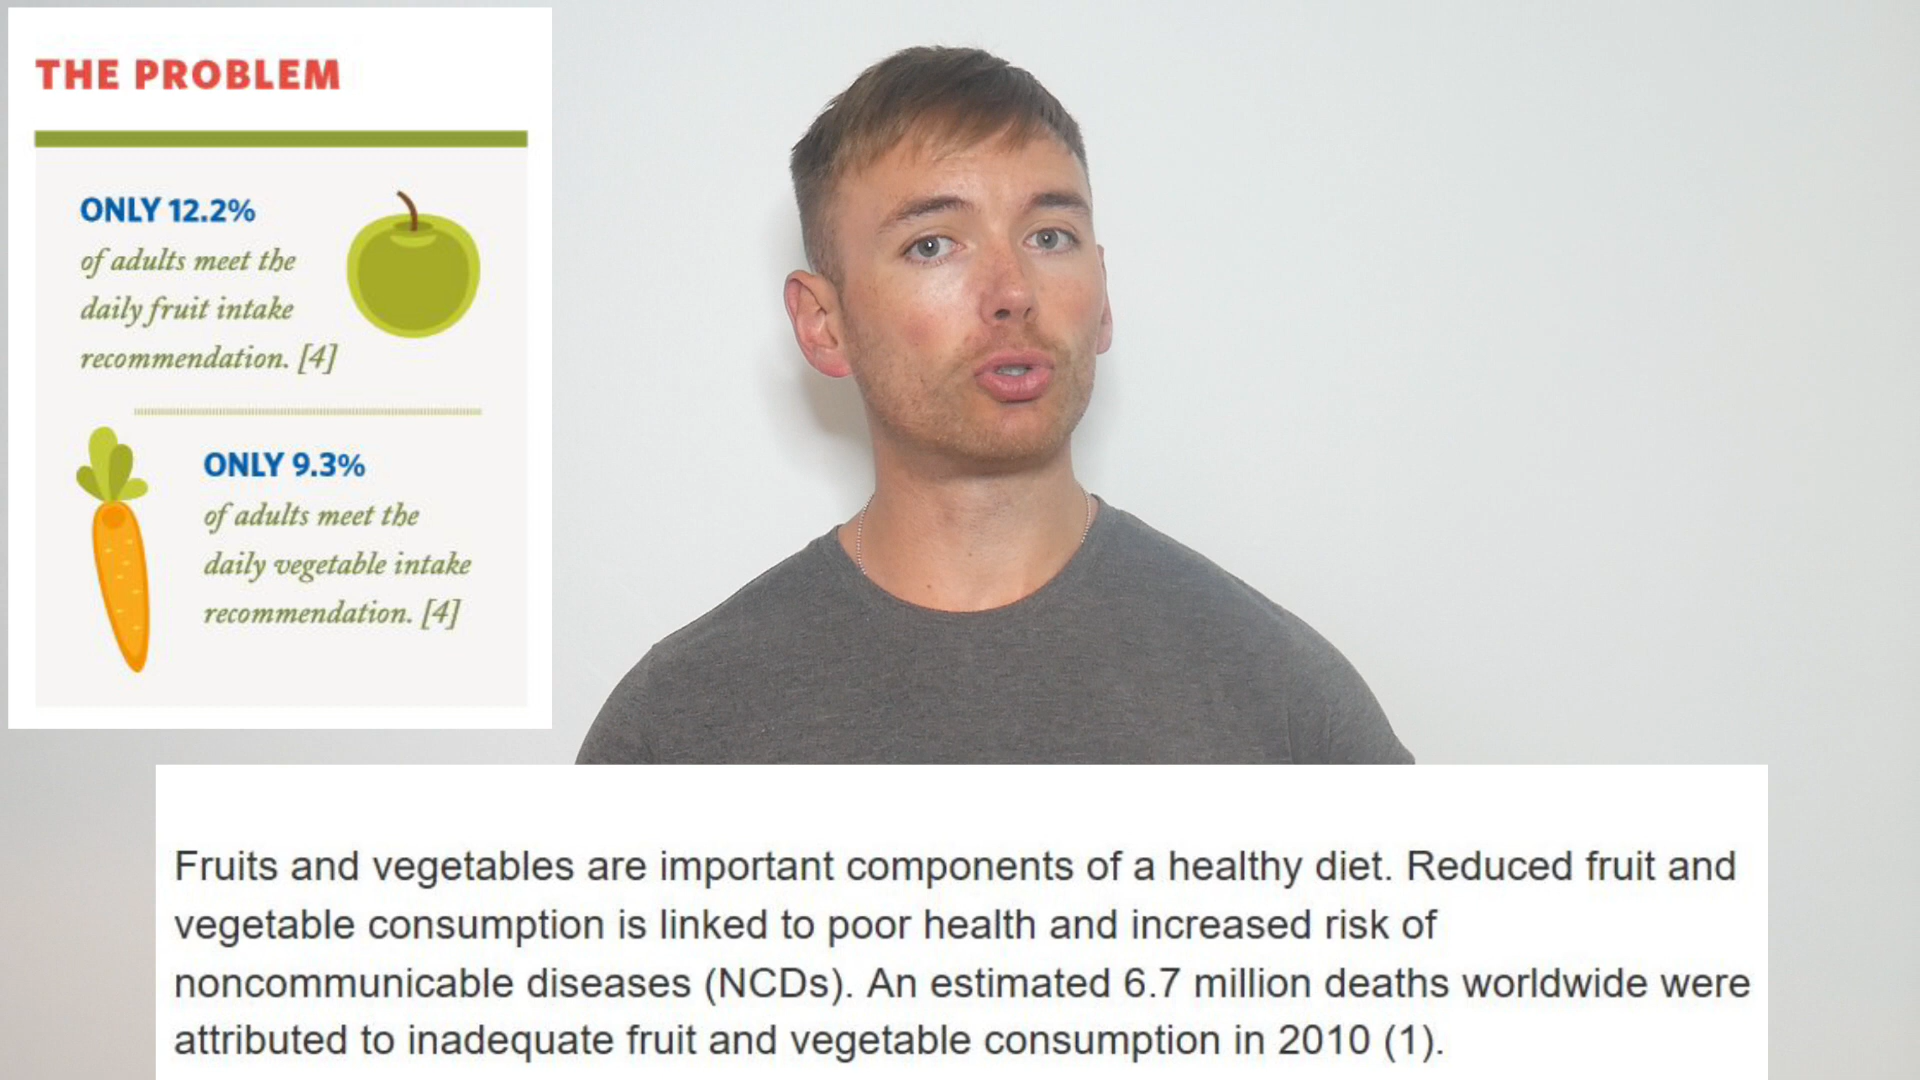 THE PROBLEM
ONLY 12.2%
of adults meet the
daily fruit intake
recommendation. [4]
ONLY 9.3%
of adults meet the
daily vegetable intake
recommendation. [4]
Fruits and vegetables are important components of a healthy diet. Reduced fruit and
vegetable consumption is linked to poor health and increased risk of
noncommunicable diseases (NCDs). An estimated 6.7 million deaths worldwide were
attributed to inadequate fruit and vegetable consumption in 2010 (1).